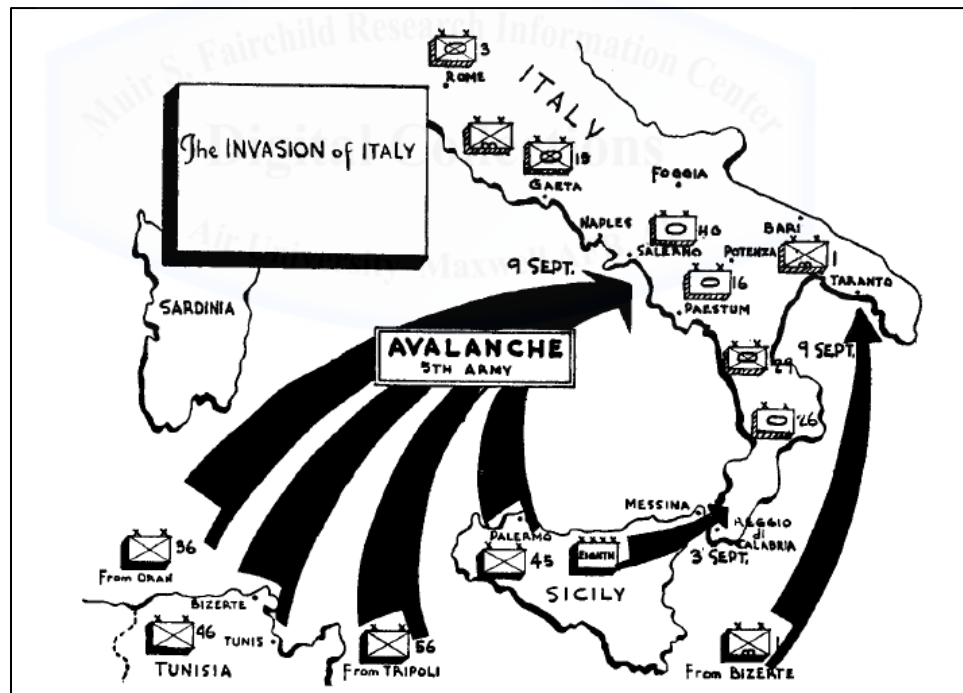 Muir S. Fairchild Research Information Center
Digital Collections
Air University Maxwell AFB
The INVASION of ITALY
3
ROME
ITALY
15
GAETA
FOGGIA
NAPLES
SALERNO
HG
POTENZA
BARI
1
TARANTO
9 SEPT.
16
PAESTUM
SARDINIA
AVALANCHE
5TH ARMY
29
9 SEPT.
26
MESSINA
REGGIO
di
CALABRIA
3 SEPT.
PALERMO
45
EIGHTH
SICILY
36
From ORAN
BIZERTE
46
TUNIS
TUNISIA
56
From TRIPOLI
1
From BIZERTE